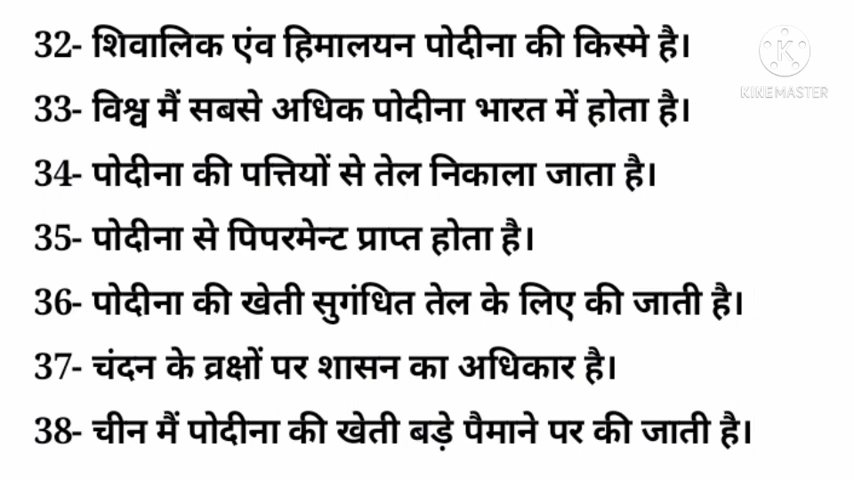 32- शिवालिक एंव हिमालयन पोदीना की किस्मे है।
KINEMASTER
33- विश्व मैं सबसे अधिक पोदीना भारत में होता है।
34- पोदीना की पत्तियों से तेल निकाला जाता है।
35- पोदीना से पिपरमेन्ट प्राप्त होता है।
36- पोदीना की खेती सुगंधित तेल के लिए की जाती है।
37- चंदन के व्रक्षों पर शासन का अधिकार है।
38- चीन मैं पोदीना की खेती बड़े पैमाने पर की जाती है।